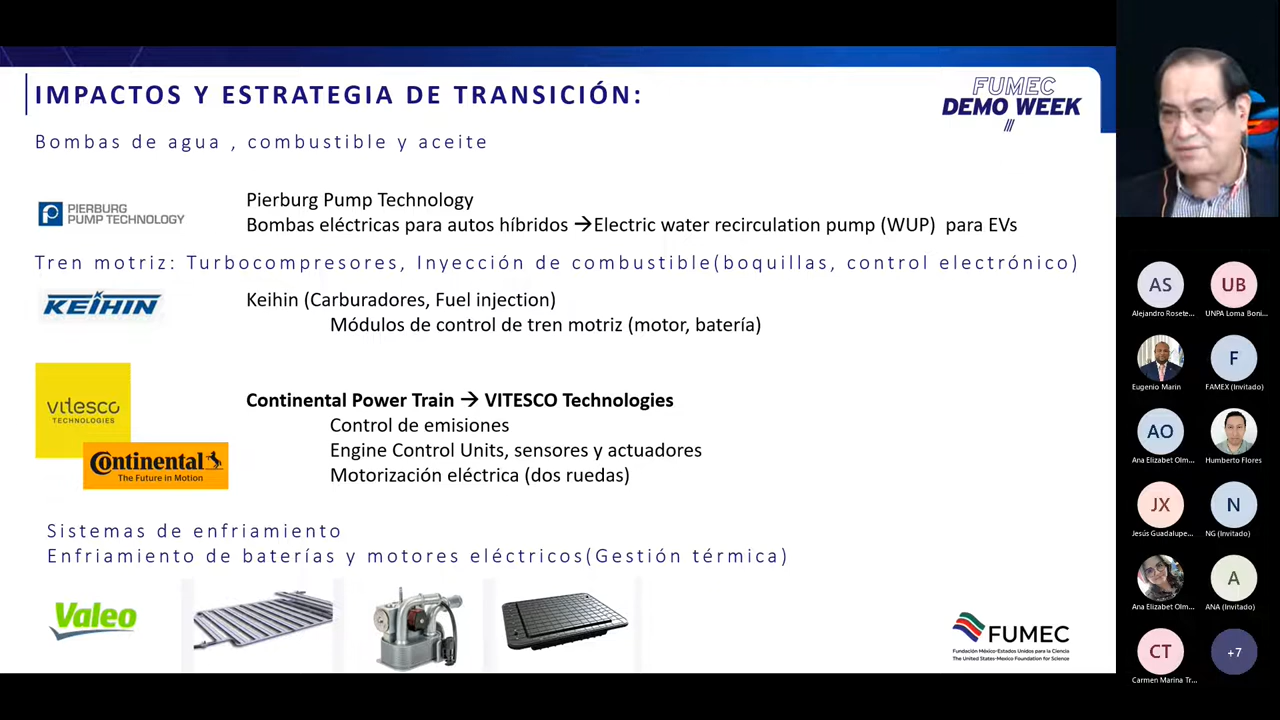 IMPACTOS Y ESTRATEGIA DE TRANSICIÓN:
FUMEC
DEMO WEEK
///
Bombas de agua , combustible y aceite
PIERBURG
PUMP TECHNOLOGY
Pierburg Pump Technology
Bombas eléctricas para autos híbridos →Electric water recirculation pump (WUP) para EVs
Tren motriz: Turbocompresores, Inyección de combustible(boquillas, control electrónico)
KEIHIN
Keihin (Carburadores, Fuel injection)
Módulos de control de tren motriz (motor, batería)
vitesco
TECHNOLOGIES
Continental
The Future in Motion
Continental Power Train → VITESCO Technologies
Control de emisiones
Engine Control Units, sensores y actuadores
Motorización eléctrica (dos ruedas)
Sistemas de enfriamiento
Enfriamiento de baterías y motores eléctricos(Gestión térmica)
Valeo
FUMEC
Fundación México-Estados Unidos para la Ciencia
The United States-Mexico Foundation for Science
AS
Alejandro Rosete...
UB
UNPA Loma Boni...
Eugenio Marin
F
FAMEX (Invitado)
AO
Ana Elizabet Olm...
Humberto Flores
JX
Jesús Guadalupe...
N
NG (Invitado)
Ana Elizabet Olm...
A
ANA (Invitado)
CT
Carmen Marina Tr...
+7